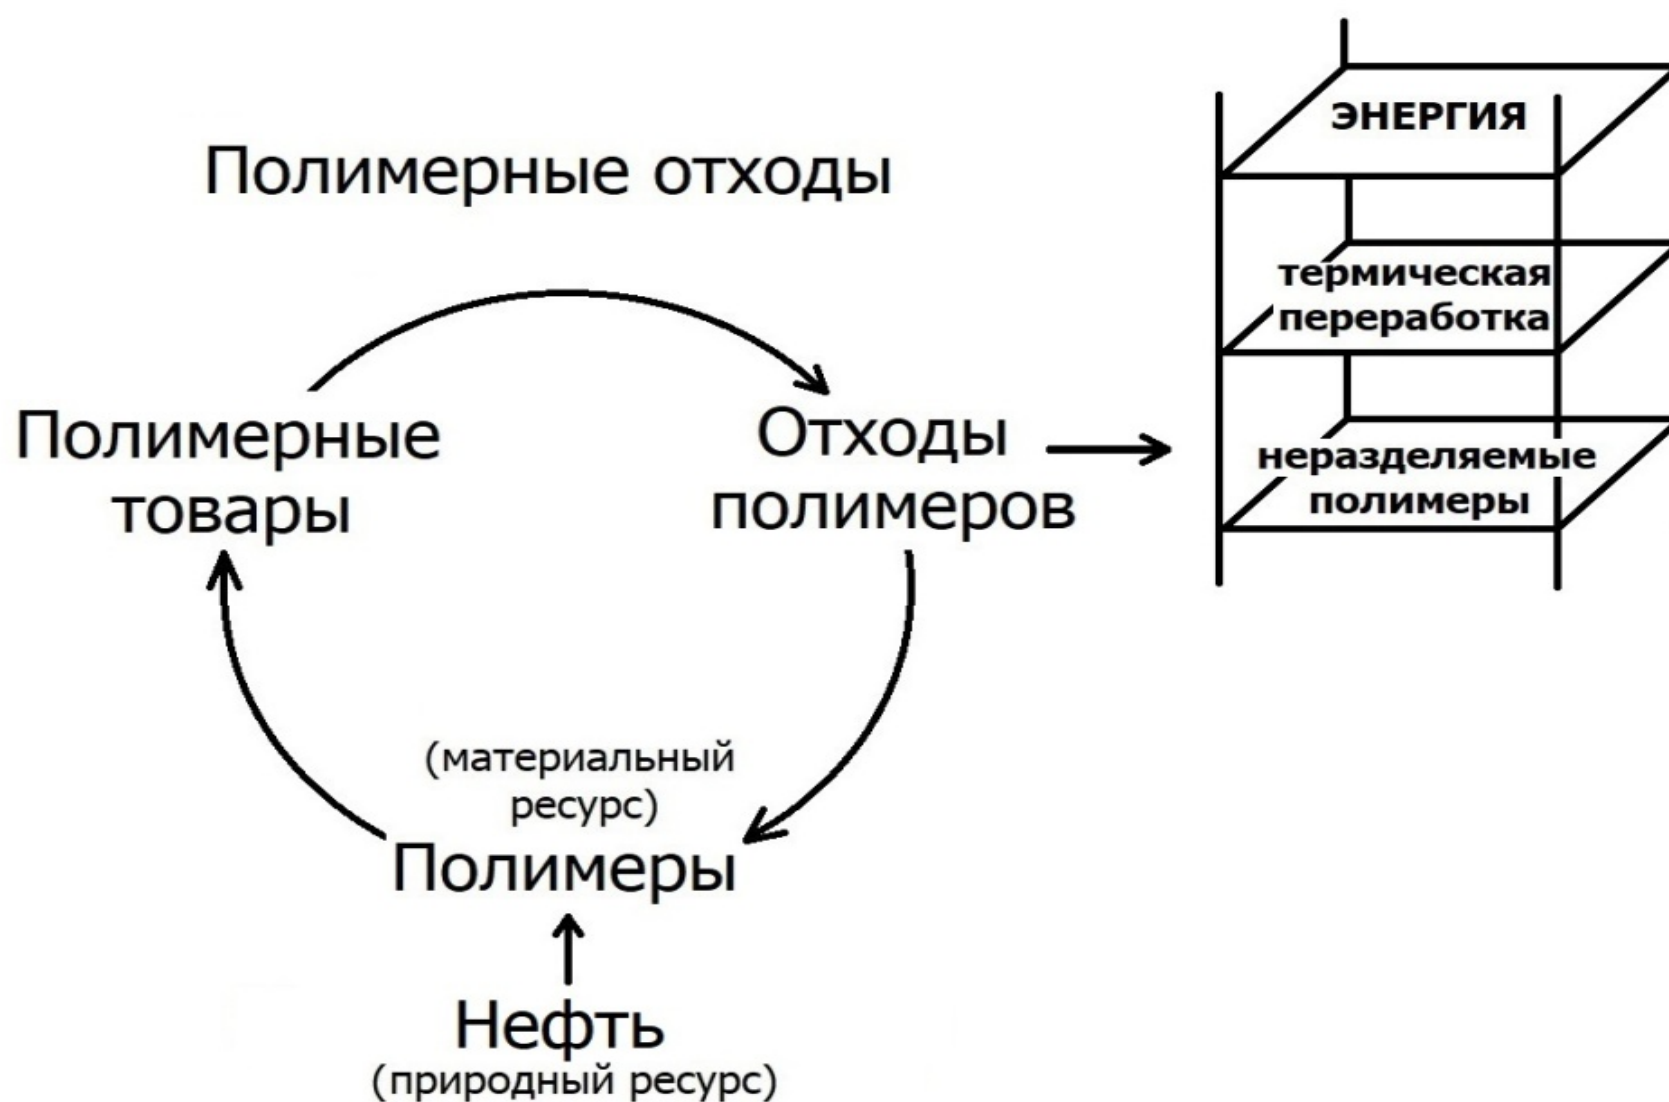 Полимерные отходы
ЭНЕРГИЯ
термическая
переработка
неразделяемые
полимеры
Полимерные
товары
Отходы
полимеров
(материальный
ресурс)
Полимеры
Нефть
(природный ресурс)